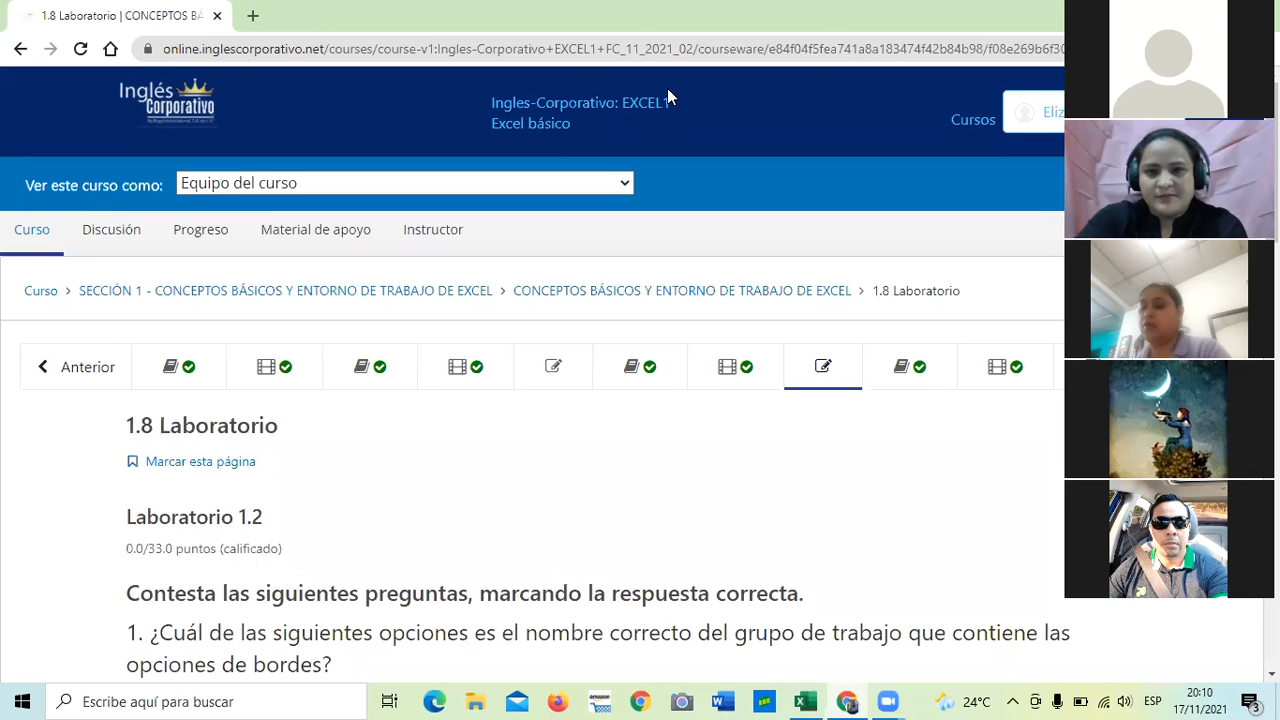 1.8 Laboratorio | CONCEPTOS BÁ
online.inglescorporativo.net/courses/course-v1:Ingles-Corporativo+EXCEL1+FC_11_2021_02/courseware/e84f04f5fea741a8a183474f42b84b98/f08e269b6f30
Inglés
Corporativo
Ingles-Corporativo: EXCEL1
Excel básico
Cursos
Eliz
Ver este curso como:
Equipo del curso
Curso
Discusión
Progreso
Material de apoyo
Instructor
Curso > SECCIÓN 1 - CONCEPTOS BÁSICOS Y ENTORNO DE TRABAJO DE EXCEL > CONCEPTOS BÁSICOS Y ENTORNO DE TRABAJO DE EXCEL > 1.8 Laboratorio
Anterior
1.8 Laboratorio
Marcar esta página
Laboratorio 1.2
0.0/33.0 puntos (calificado)
Contesta las siguientes preguntas, marcando la respuesta correcta.
1. ¿Cuál de las siguientes opciones es el nombre correcto del grupo de trabajo que contiene las
opciones de bordes?
Escribe aquí para buscar
24°C
ESP
20:10
17/11/2021
3